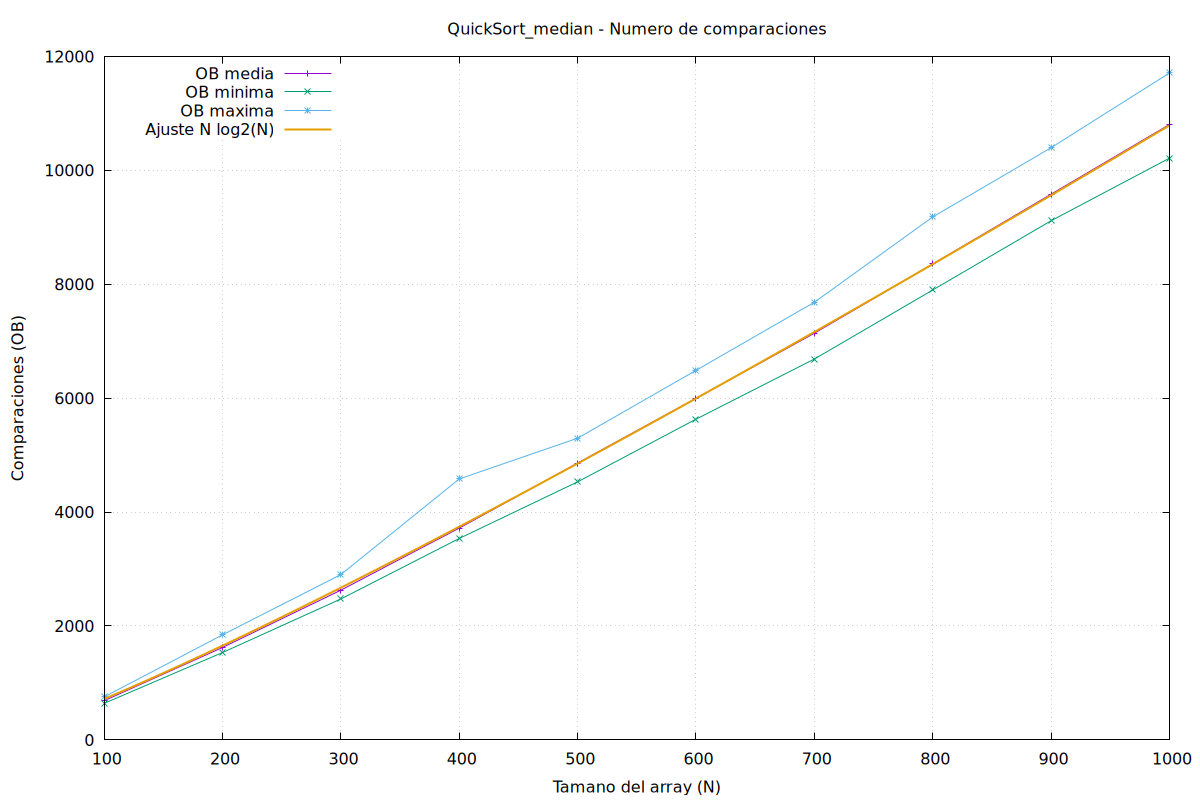 QuickSort_median - Numero de comparaciones
12000
10000
8000
6000
4000
2000
0
Comparaciones (OB)
OB media
OB minima
OB maxima
Ajuste N log2(N)
100 200 300 400 500 600 700 800 900 1000
Tamano del array (N)